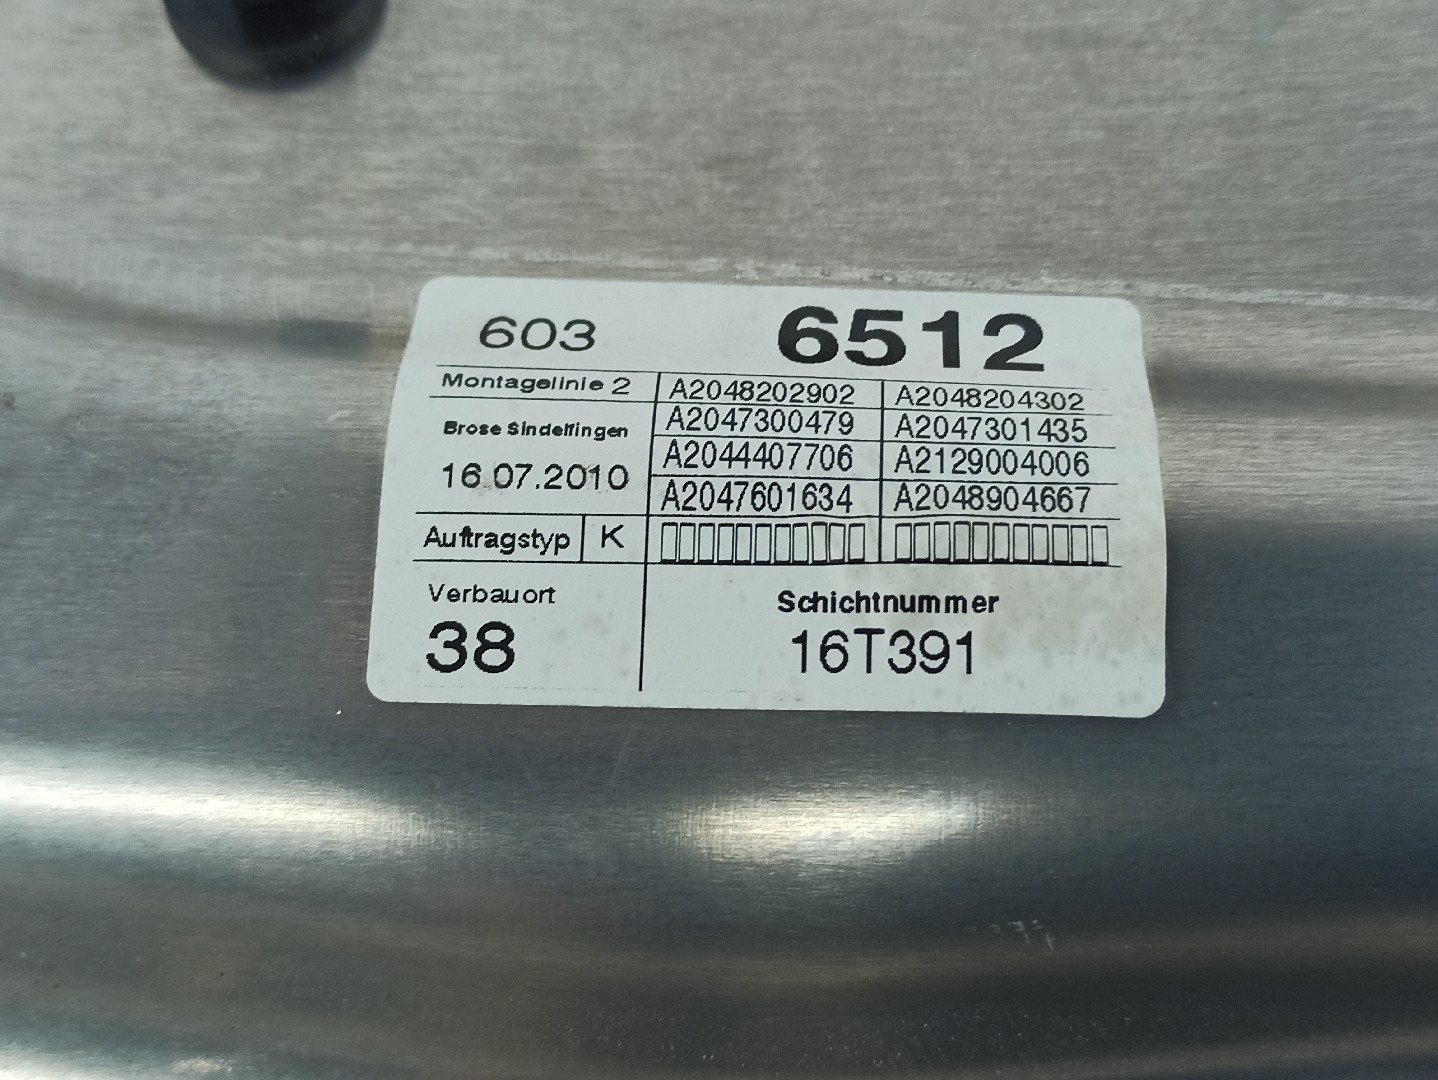 603 6512
Montagelinie 2 A2048202902 A2048204302
Brose Sindelfingen A2047300479 A2047301435
16.07.2010 A2044407706 A2129004006
A2047601634 A2048904667
Auftragstyp K
Verbauort Schichtnummer
38 16T391